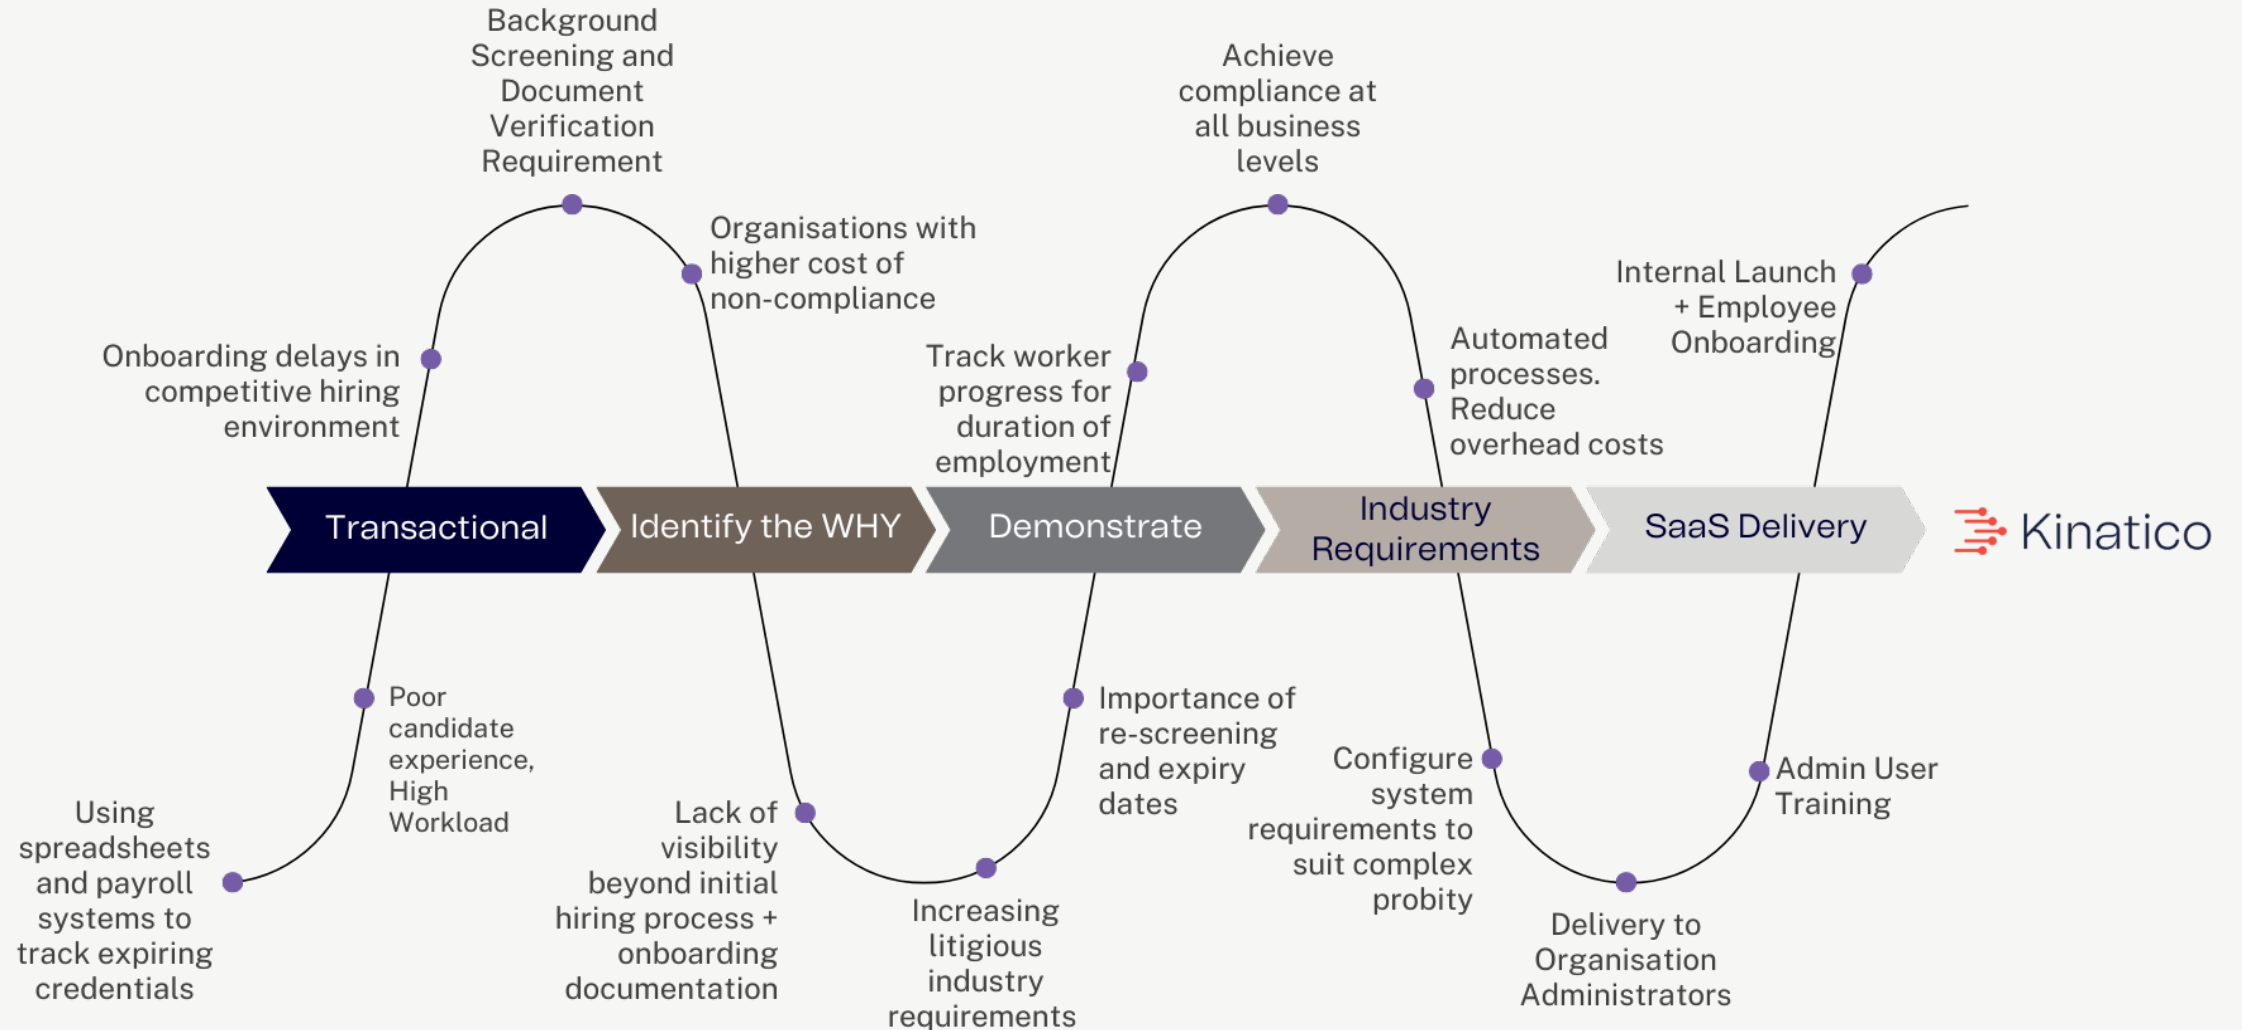 Background
Screening and
Document
Verification
Requirement
Achieve
compliance at
all business
levels
Organisations with
higher cost of
non-compliance
Internal Launch
+ Employee
Onboarding
Onboarding delays in
competitive hiring
environment
Track worker
progress for
duration of
employment
Automated
processes.
Reduce
overhead costs
Transactional
Identify the WHY
Demonstrate
Industry
Requirements
SaaS Delivery
Kinatico
Poor
candidate
experience,
High
Workload
Importance of
re-screening
and expiry
dates
Configure
system
requirements to
suit complex
probity
Admin User
Training
Using
spreadsheets
and payroll
systems to
track expiring
credentials
Lack of
visibility
beyond initial
hiring process +
onboarding
documentation
Increasing
litigious
industry
requirements
Delivery to
Organisation
Administrators